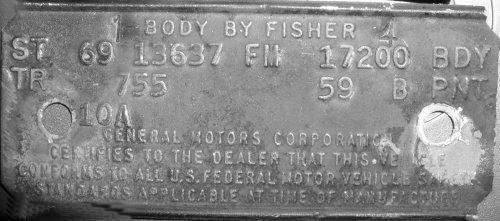 1 BODY BY FISHER 4
ST 69 13637 FH 17200 BDY
TR 755 59 B PNT
10A
GENERAL MOTORS CORPORATION
CERTIFIES TO THE DEALER THAT THIS VEHICLE
CONFORMS TO ALL U.S. FEDERAL MOTOR VEHICLE SAFETY
STANDARDS APPLICABLE AT TIME OF MANUFACTURE